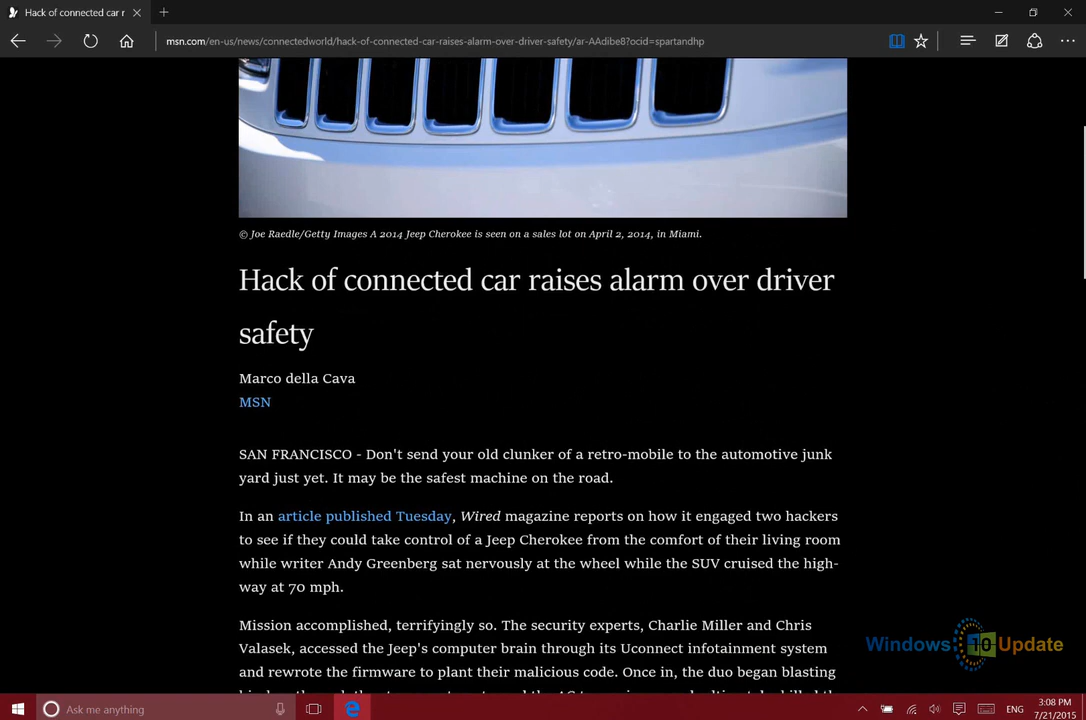 Hack of connected car r
msn.com/en-us/news/connectedworld/hack-of-connected-car-raises-alarm-over-driver-safety/ar-AAdibe8?ocid=spartandhp
© Joe Raedle/Getty Images A 2014 Jeep Cherokee is seen on a sales lot on April 2, 2014, in Miami.
Hack of connected car raises alarm over driver
safety
Marco della Cava
MSN
SAN FRANCISCO - Don't send your old clunker of a retro-mobile to the automotive junk
yard just yet. It may be the safest machine on the road.
In an article published Tuesday, Wired magazine reports on how it engaged two hackers
to see if they could take control of a Jeep Cherokee from the comfort of their living room
while writer Andy Greenberg sat nervously at the wheel while the SUV cruised the high-
way at 70 mph.
Mission accomplished, terrifyingly so. The security experts, Charlie Miller and Chris
Valasek, accessed the Jeep's computer brain through its Uconnect infotainment system
and rewrote the firmware to plant their malicious code. Once in, the duo began blasting
Windows 10 Update
Ask me anything
ENG
3:08 PM
7/21/2015